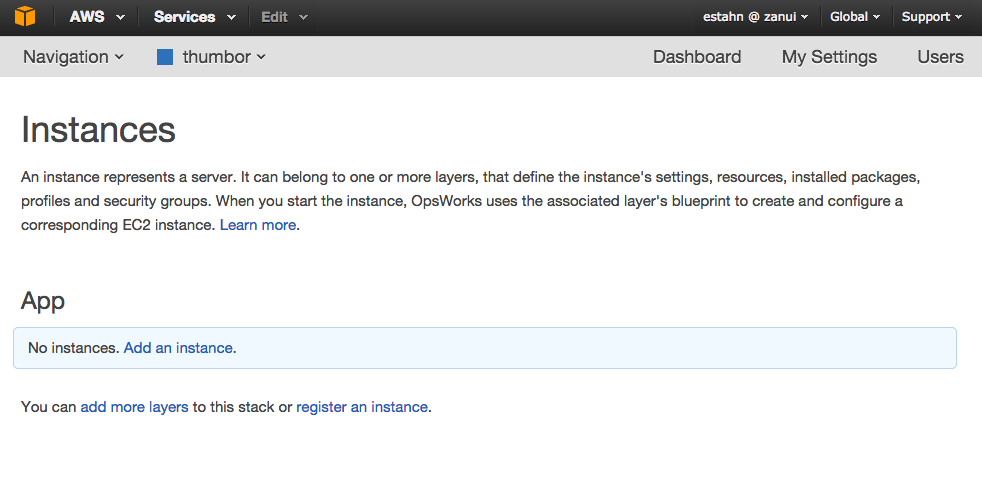 AWS Services Edit estahn @ zanui Global Support
Navigation thumbor Dashboard My Settings Users
Instances
An instance represents a server. It can belong to one or more layers, that define the instance's settings, resources, installed packages,
profiles and security groups. When you start the instance, OpsWorks uses the associated layer's blueprint to create and configure a
corresponding EC2 instance. Learn more.
App
No instances. Add an instance.
You can add more layers to this stack or register an instance.